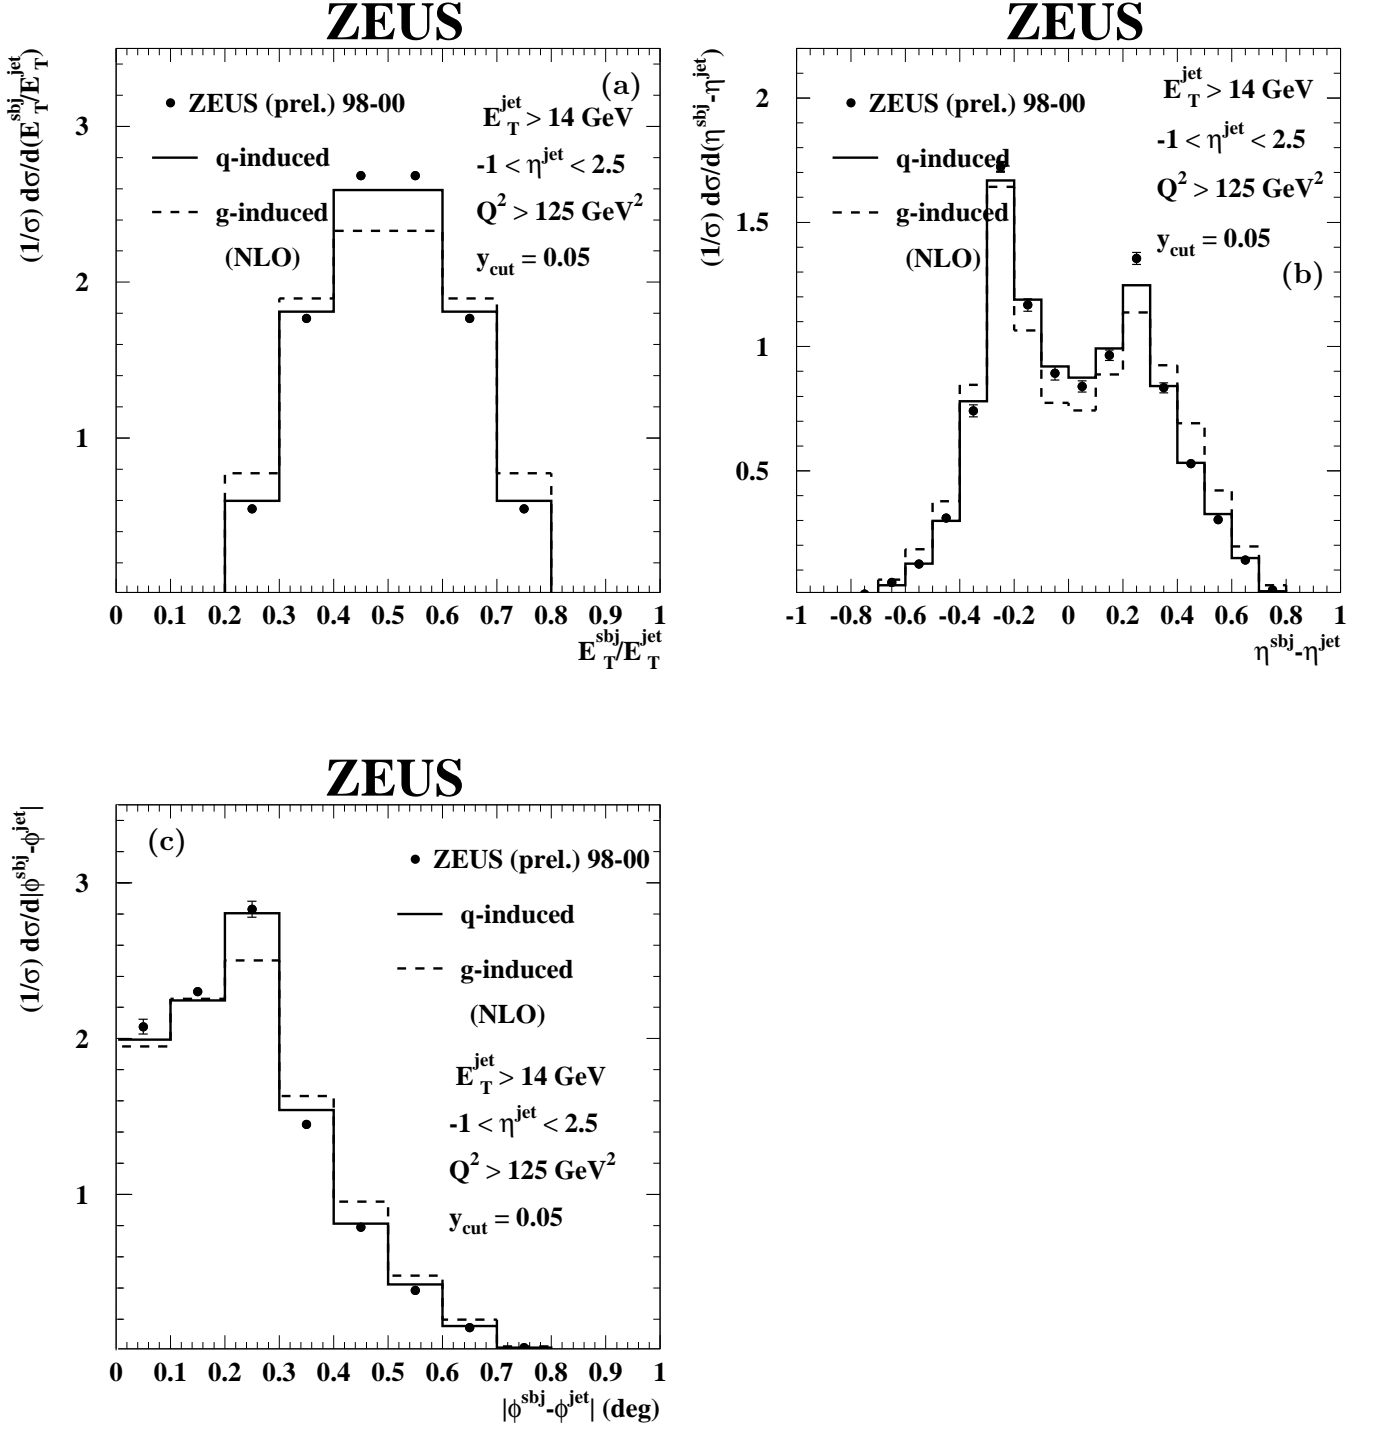 ZEUS
(1/σ) dσ/d(E_T^sbj/E_T^jet)
(a)
ZEUS (prel.) 98-00
q-induced
g-induced
(NLO)
E_T^jet > 14 GeV
-1 < η^jet < 2.5
Q^2 > 125 GeV^2
y_cut = 0.05
3
2
1
0 0.1 0.2 0.3 0.4 0.5 0.6 0.7 0.8 0.9 1
E_T^sbj/E_T^jet
ZEUS
(1/σ) dσ/d(η^sbj-η^jet)
ZEUS (prel.) 98-00
q-induced
g-induced
(NLO)
E_T^jet > 14 GeV
-1 < η^jet < 2.5
Q^2 > 125 GeV^2
y_cut = 0.05
(b)
2
1.5
1
0.5
-1 -0.8 -0.6 -0.4 -0.2 0 0.2 0.4 0.6 0.8 1
η^sbj-η^jet
ZEUS
(1/σ) dσ/d|φ^sbj-φ^jet|
(c)
ZEUS (prel.) 98-00
q-induced
g-induced
(NLO)
E_T^jet > 14 GeV
-1 < η^jet < 2.5
Q^2 > 125 GeV^2
y_cut = 0.05
3
2
1
0 0.1 0.2 0.3 0.4 0.5 0.6 0.7 0.8 0.9 1
|φ^sbj-φ^jet| (deg)